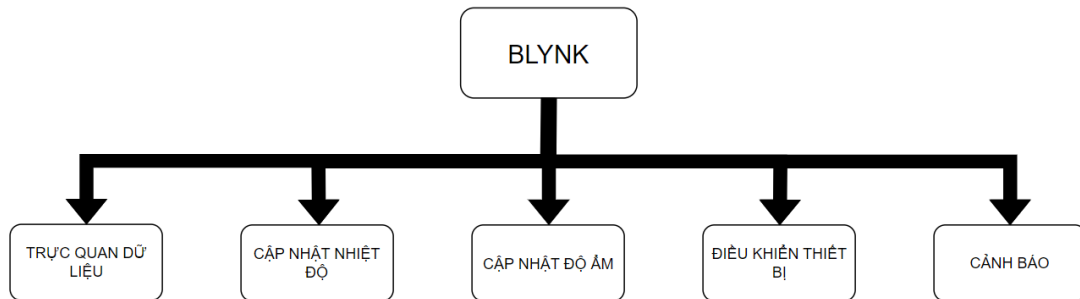 BLYNK
TRỰC QUAN DỮ
LIỆU
CẬP NHẬT NHIỆT
ĐỘ
CẬP NHẬT ĐỘ ẨM
ĐIỀU KHIỂN THIẾT
BỊ
CẢNH BÁO